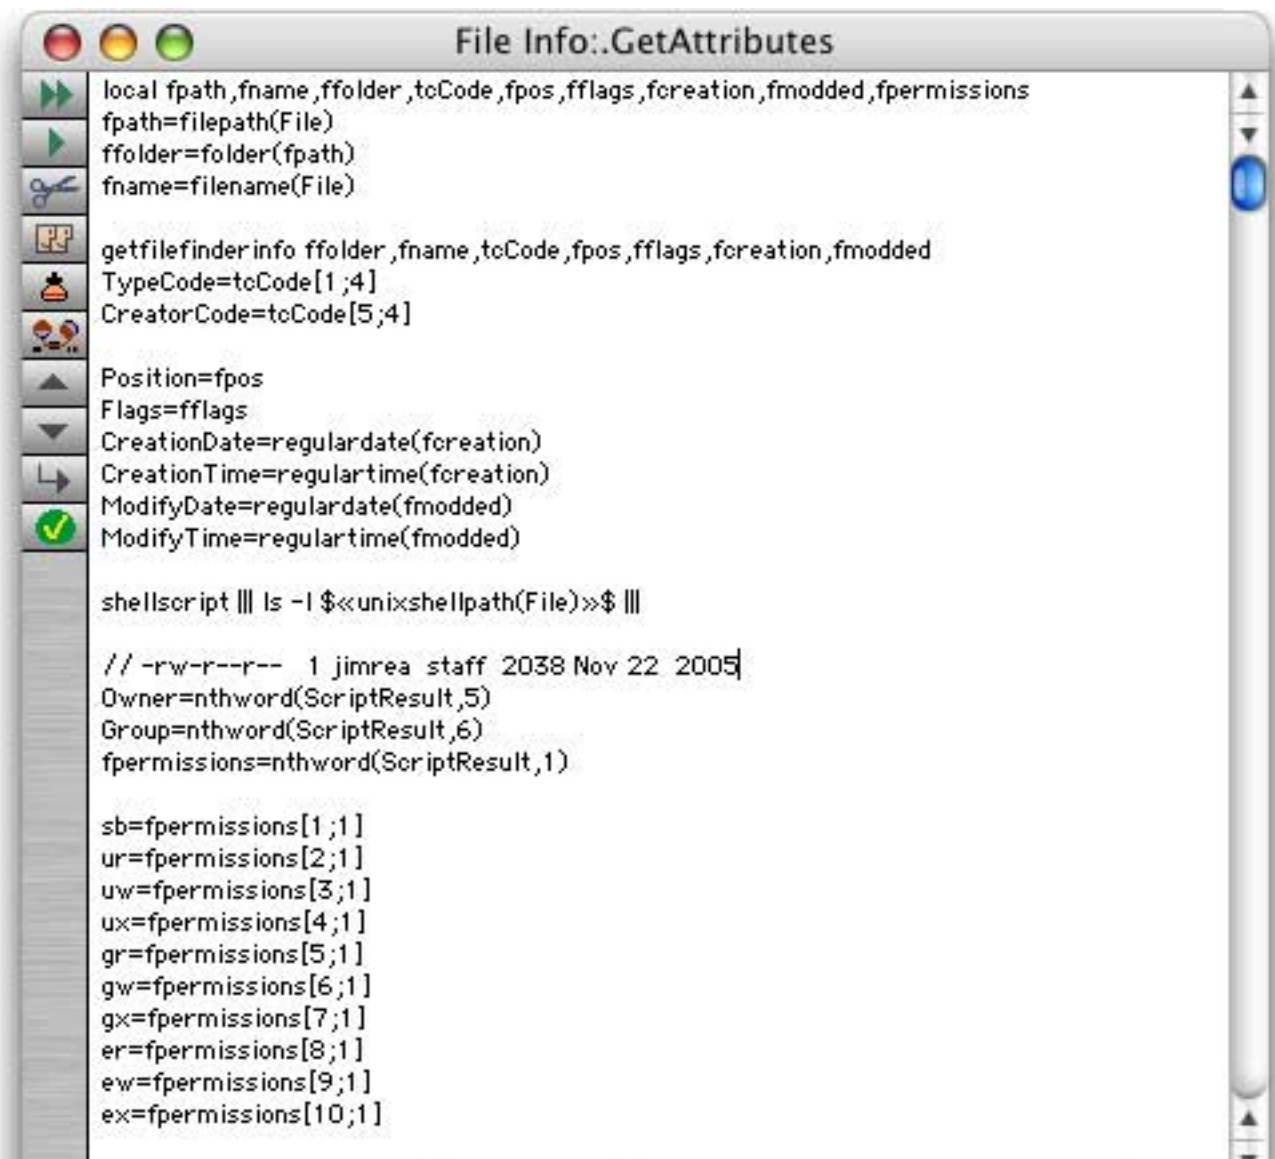 File Info:.GetAttributes
local fpath,fname,ffolder,tcCode,fpos,fflags,fcreation,fmodded,fpermissions
fpath=filepath(File)
ffolder=folder(fpath)
fname=filename(File)
getfilefinderinfo ffolder,fname,tcCode,fpos,fflags,fcreation,fmodded
TypeCode=tcCode[1;4]
CreatorCode=tcCode[5;4]
Position=fpos
Flags=fflags
CreationDate=regulardate(fcreation)
CreationTime=regulartime(fcreation)
ModifyDate=regulardate(fmodded)
ModifyTime=regulartime(fmodded)
shellscript ||| ls -l $«unixshellpath(File)»$ |||
// -rw-r--r-- 1 jimrea staff 2038 Nov 22 2005
Owner=nthword(ScriptResult,5)
Group=nthword(ScriptResult,6)
fpermissions=nthword(ScriptResult,1)
sb=fpermissions[1;1]
ur=fpermissions[2;1]
uw=fpermissions[3;1]
ux=fpermissions[4;1]
gr=fpermissions[5;1]
gw=fpermissions[6;1]
gx=fpermissions[7;1]
er=fpermissions[8;1]
ew=fpermissions[9;1]
ex=fpermissions[10;1]